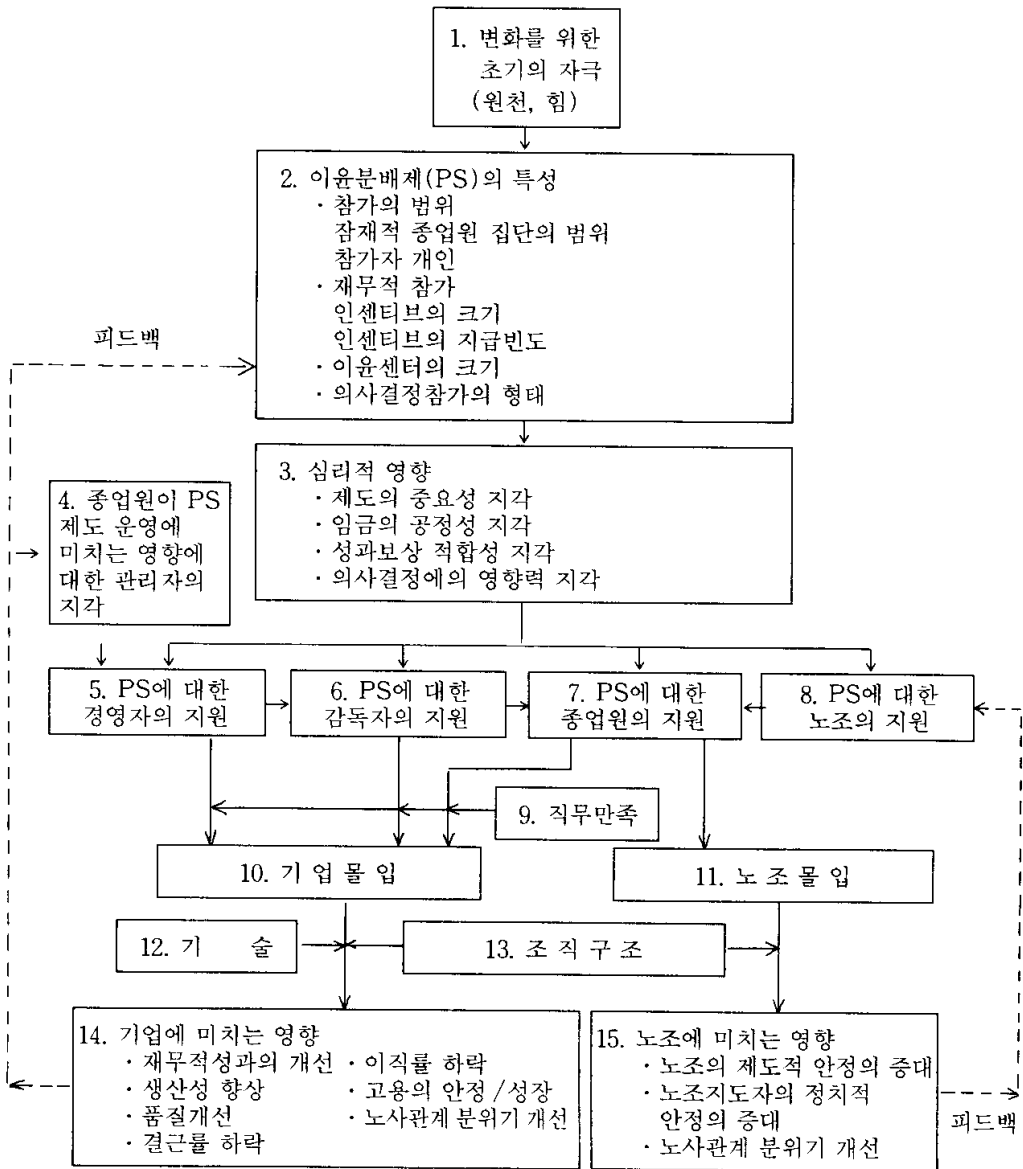 1. 변화를 위한
초기의 자극
(원천, 힘)
2. 이윤분배제(PS)의 특성
· 참가의 범위
잠재적 종업원 집단의 범위
참가자 개인
· 재무적 참가
인센티브의 크기
인센티브의 지급빈도
· 이윤센터의 크기
· 의사결정참가의 형태
피드백
3. 심리적 영향
· 제도의 중요성 지각
· 임금의 공정성 지각
· 성과보상 적합성 지각
· 의사결정에의 영향력 지각
4. 종업원이 PS
제도 운영에
미치는 영향에
대한 관리자의
지각
5. PS에 대한
경영자의 지원
6. PS에 대한
감독자의 지원
7. PS에 대한
종업원의 지원
8. PS에 대한
노조의 지원
9. 직무만족
10. 기 업 몰 입
11. 노 조 몰 입
12. 기 술
13. 조 직 구 조
14. 기업에 미치는 영향
· 재무적성과의 개선 · 이직률 하락
· 생산성 향상 · 고용의 안정 /성장
· 품질개선 · 노사관계 분위기 개선
· 결근률 하락
15. 노조에 미치는 영향
· 노조의 제도적 안정의 증대
· 노조지도자의 정치적
안정의 증대
· 노사관계 분위기 개선
피드백